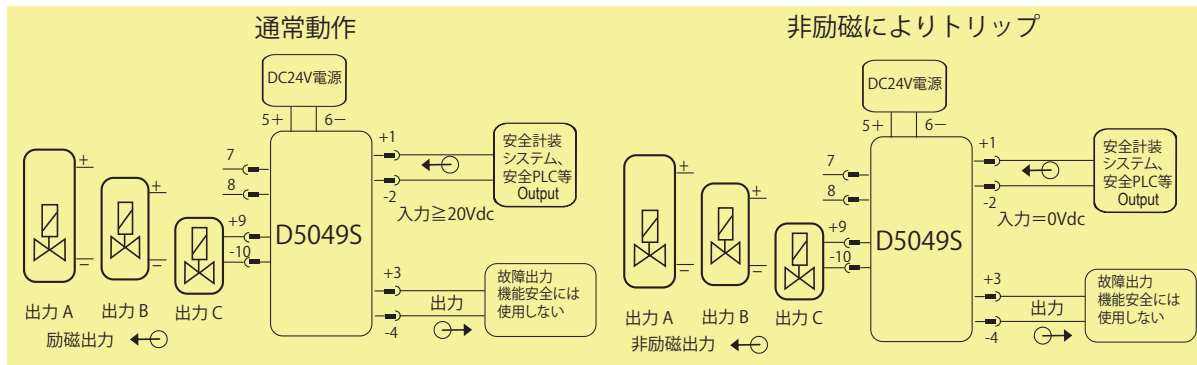 通常動作
DC24V電源
5+
6−
7
8
+9
-10
D5049S
+1
-2
安全計装
システム、
安全PLC等
Output
入力≧20Vdc
+3
-4
出力
故障出力
機能安全には
使用しない
+
−
+
−
出力 A
出力 B
出力 C
励磁出力
非励磁によりトリップ
DC24V電源
5+
6−
7
8
+9
-10
D5049S
+1
-2
安全計装
システム、
安全PLC等
Output
入力=0Vdc
+3
-4
出力
故障出力
機能安全には
使用しない
+
−
+
−
出力 A
出力 B
出力 C
非励磁出力